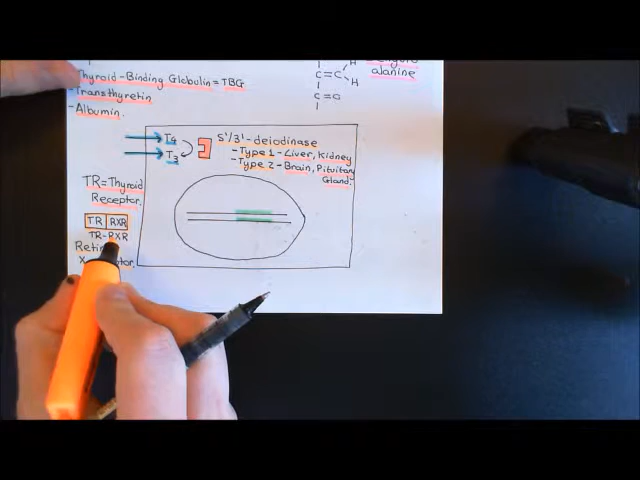 Thyroid-Binding Globulin = TBG
-Transthyretin
-Albumin.
H
C=C
H
C=O
alanine
T4
T3
5'/3'-deiodinase
-Type 1 - Liver, Kidney
-Type 2 - Brain, Pituitary
Gland.
TR = Thyroid
Receptor.
TR RXR
TR-RXR